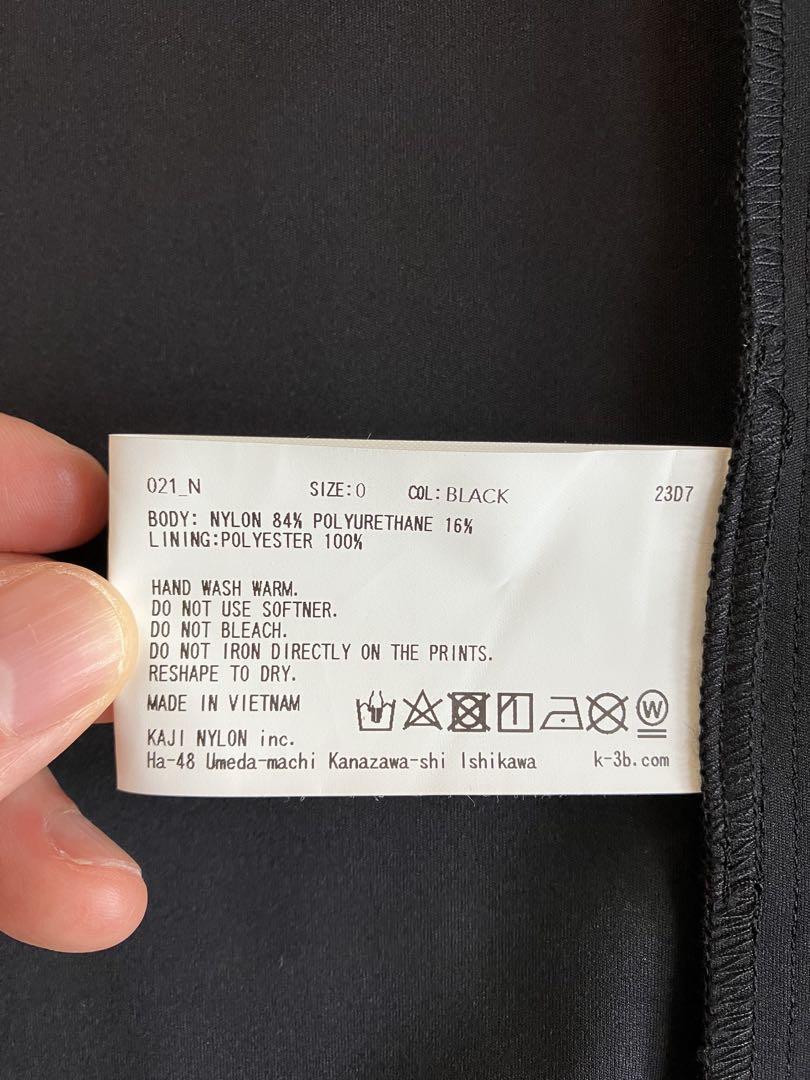 021_N SIZE:0 COL:BLACK 23D7
BODY: NYLON 84% POLYURETHANE 16%
LINING:POLYESTER 100%
HAND WASH WARM.
DO NOT USE SOFTNER.
DO NOT BLEACH.
DO NOT IRON DIRECTLY ON THE PRINTS.
RESHAPE TO DRY.
MADE IN VIETNAM W
KAJI NYLON inc.
Ha-48 Umeda-machi Kanazawa-shi Ishikawa k-3b.com